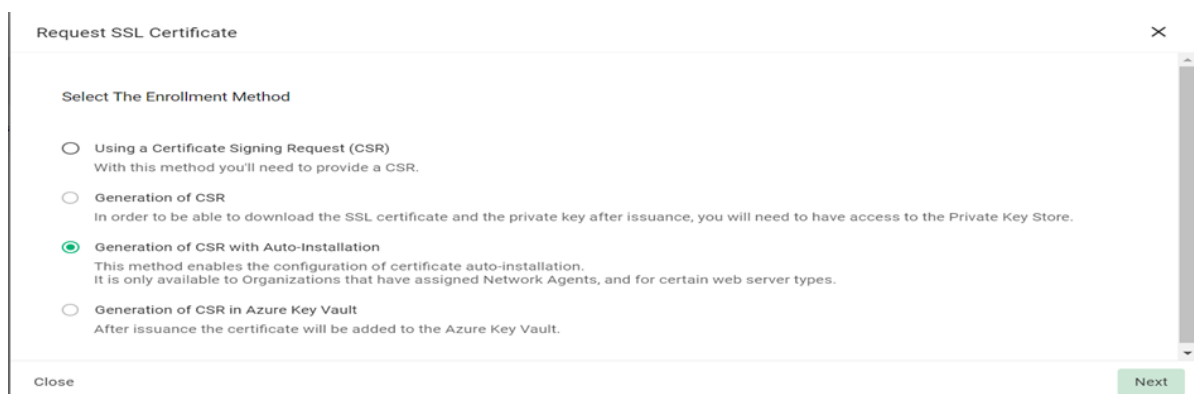 Request SSL Certificate
Select The Enrollment Method
Using a Certificate Signing Request (CSR)
With this method you'll need to provide a CSR.
Generation of CSR
In order to be able to download the SSL certificate and the private key after issuance, you will need to have access to the Private Key Store.
Generation of CSR with Auto-Installation
This method enables the configuration of certificate auto-installation.
It is only available to Organizations that have assigned Network Agents, and for certain web server types.
Generation of CSR in Azure Key Vault
After issuance the certificate will be added to the Azure Key Vault.
Close
Next